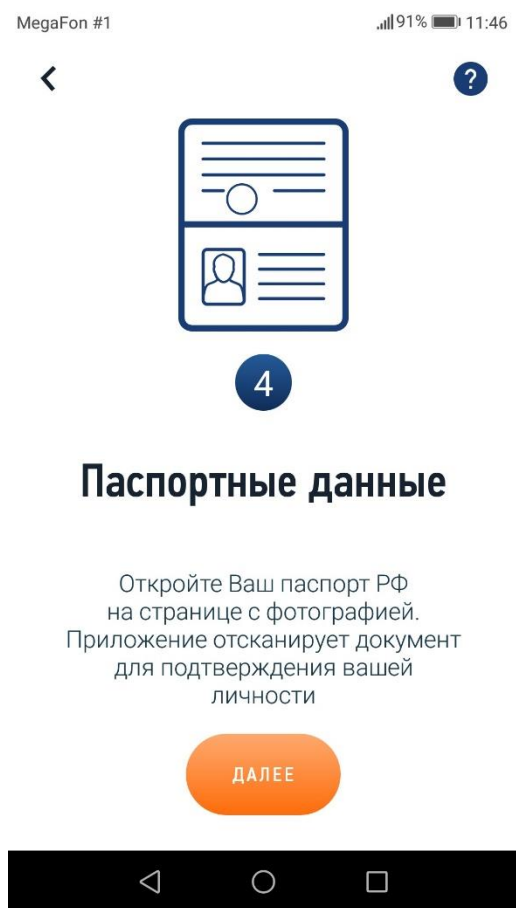 MegaFon #1
91% 11:46
?
4
Паспортные данные
Откройте Ваш паспорт РФ
на странице с фотографией.
Приложение отсканирует документ
для подтверждения вашей
личности
ДАЛЕЕ